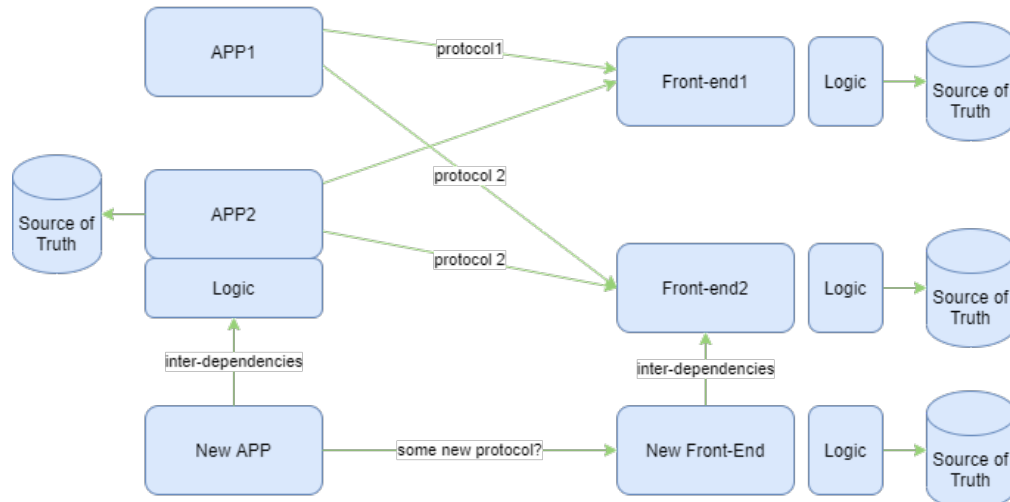 APP1
protocol1
Front-end1
Logic
Source of
Truth
protocol 2
Source of
Truth
APP2
Logic
protocol 2
Front-end2
Logic
Source of
Truth
inter-dependencies
inter-dependencies
New APP
some new protocol?
New Front-End
Logic
Source of
Truth